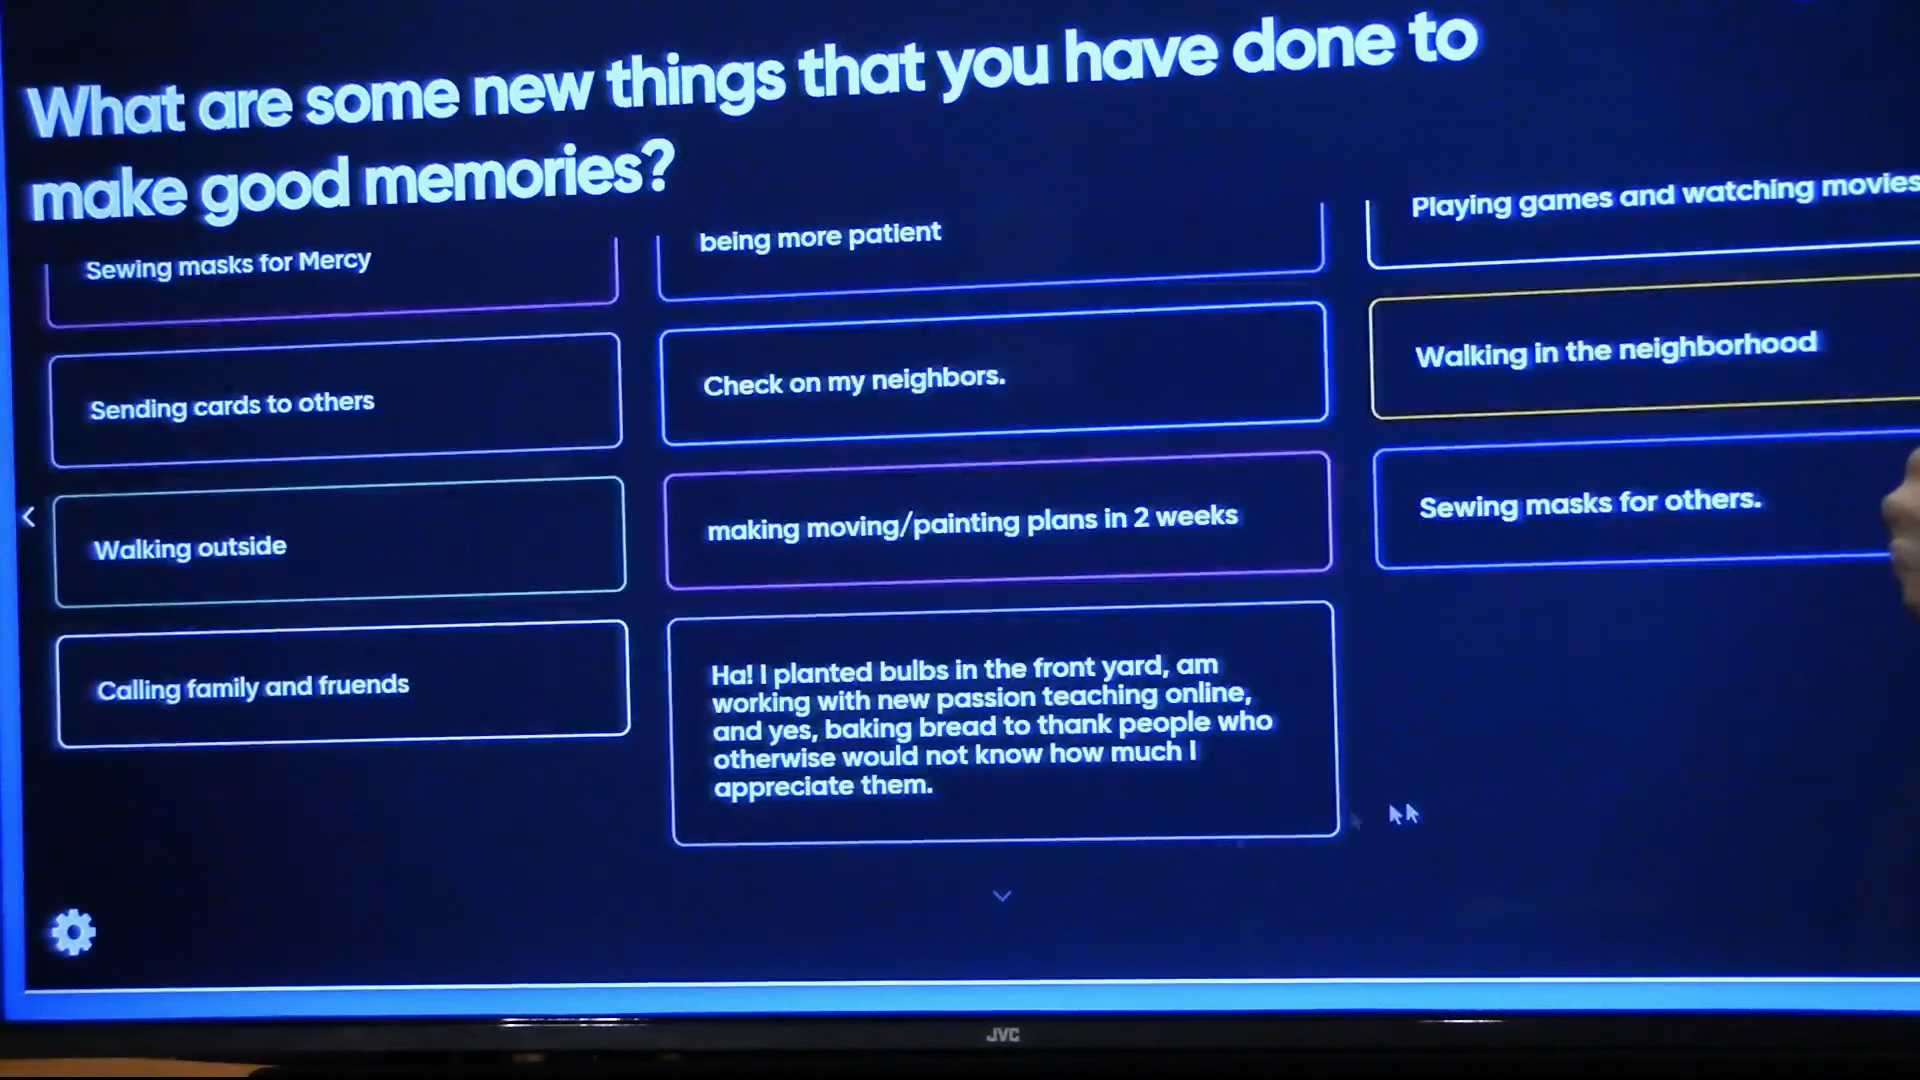 What are some new things that you have done to
make good memories?
Sewing masks for Mercy
Sending cards to others
Walking outside
Calling family and fruends
being more patient
Check on my neighbors.
making moving/painting plans in 2 weeks
Ha! I planted bulbs in the front yard, am
working with new passion teaching online,
and yes, baking bread to thank people who
otherwise would not know how much I
appreciate them.
Playing games and watching movies
Walking in the neighborhood
Sewing masks for others.
JVC